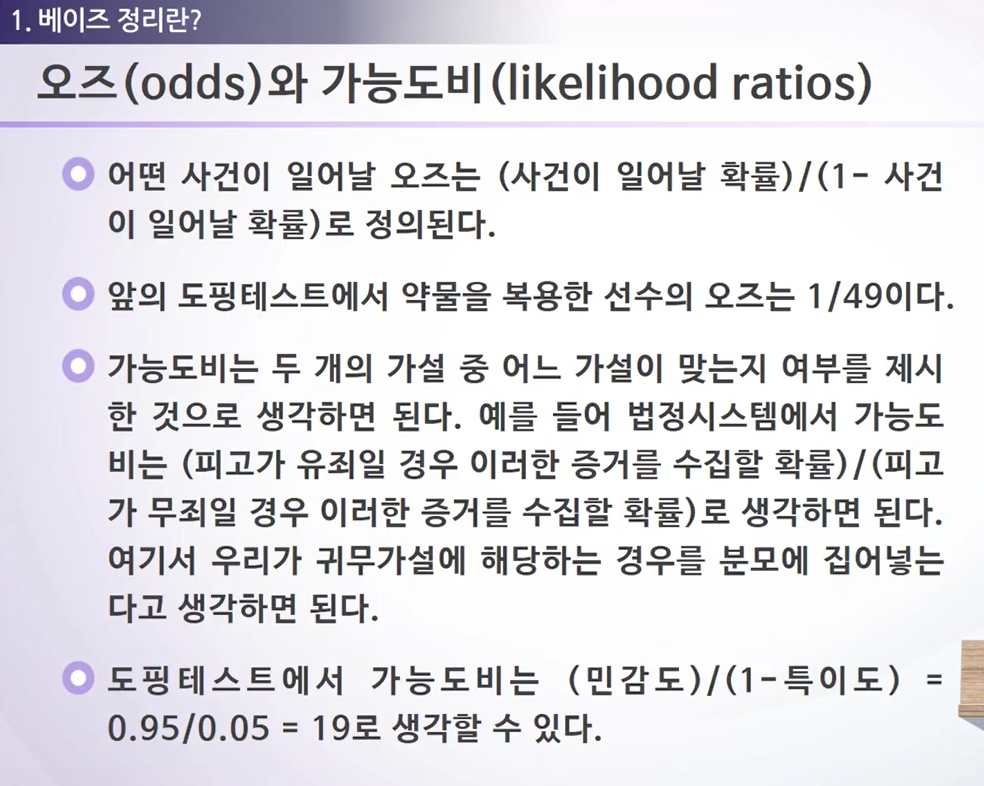 1. 베이즈 정리란?
오즈(odds)와 가능도비(likelihood ratios)
어떤 사건이 일어날 오즈는 (사건이 일어날 확률)/(1- 사건
이 일어날 확률)로 정의된다.
앞의 도핑테스트에서 약물을 복용한 선수의 오즈는 1/49이다.
가능도비는 두 개의 가설 중 어느 가설이 맞는지 여부를 제시
한 것으로 생각하면 된다. 예를 들어 법정시스템에서 가능도
비는 (피고가 유죄일 경우 이러한 증거를 수집할 확률)/(피고
가 무죄일 경우 이러한 증거를 수집할 확률)로 생각하면 된다.
여기서 우리가 귀무가설에 해당하는 경우를 분모에 집어넣는
다고 생각하면 된다.
도핑테스트에서 가능도비는 (민감도)/(1-특이도) =
0.95/0.05 = 19로 생각할 수 있다.